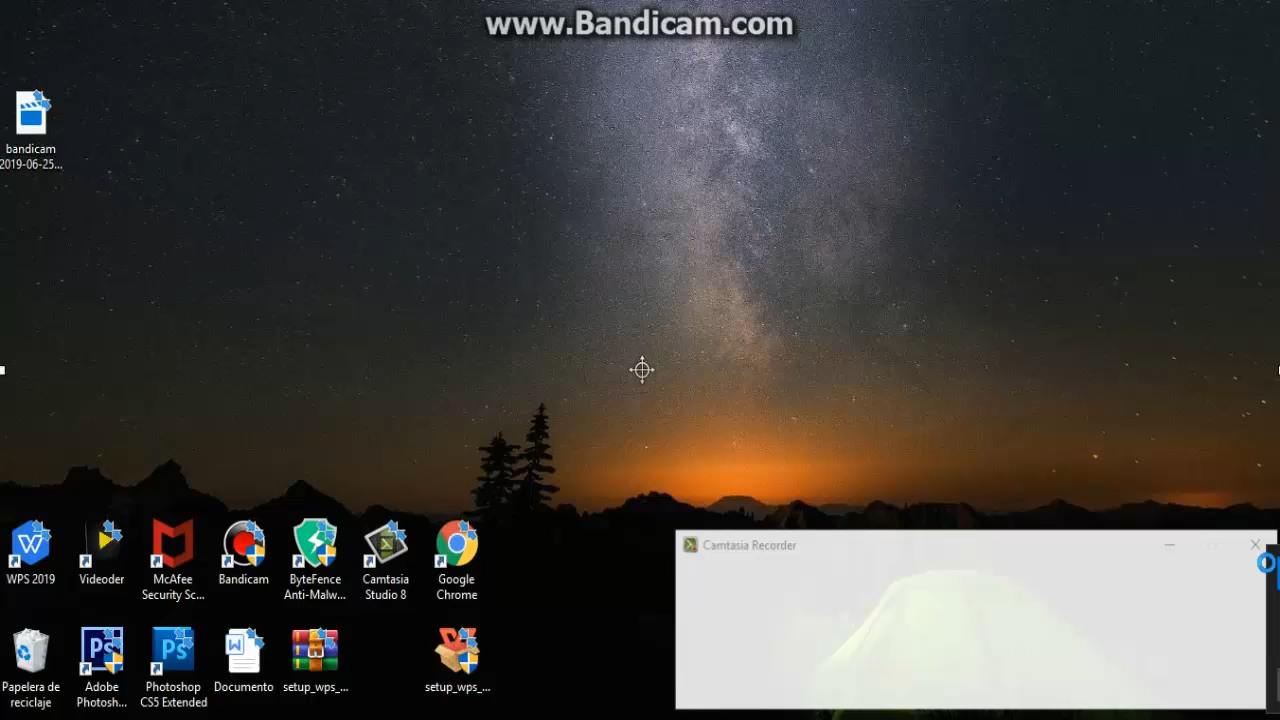 www.Bandicam.com
bandicam
2019-06-25...
Camtasia Recorder
WPS 2019
Videoder
McAfee
Security Sc...
Bandicam
ByteFence
Anti-Malw...
Camtasia
Studio 8
Google
Chrome
Papelera de
reciclaje
Adobe
Photosh...
Photoshop
CS5 Extended
Documento
setup_wps_...
setup_wps_...